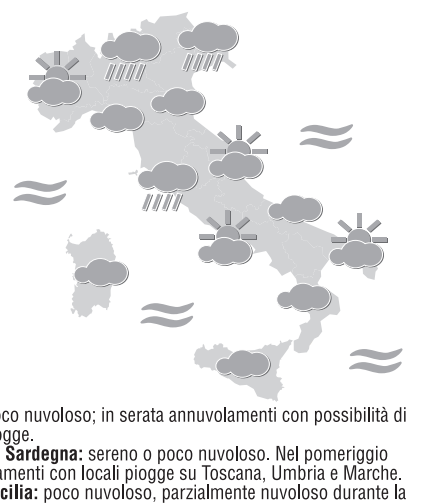 oco nuvoloso; in serata annuvolamenti con possibilità di
ogge.
Sardegna: sereno o poco nuvoloso. Nel pomeriggio
amenti con locali piogge su Toscana, Umbria e Marche.
cilia: poco nuvoloso, parzialmente nuvoloso durante la